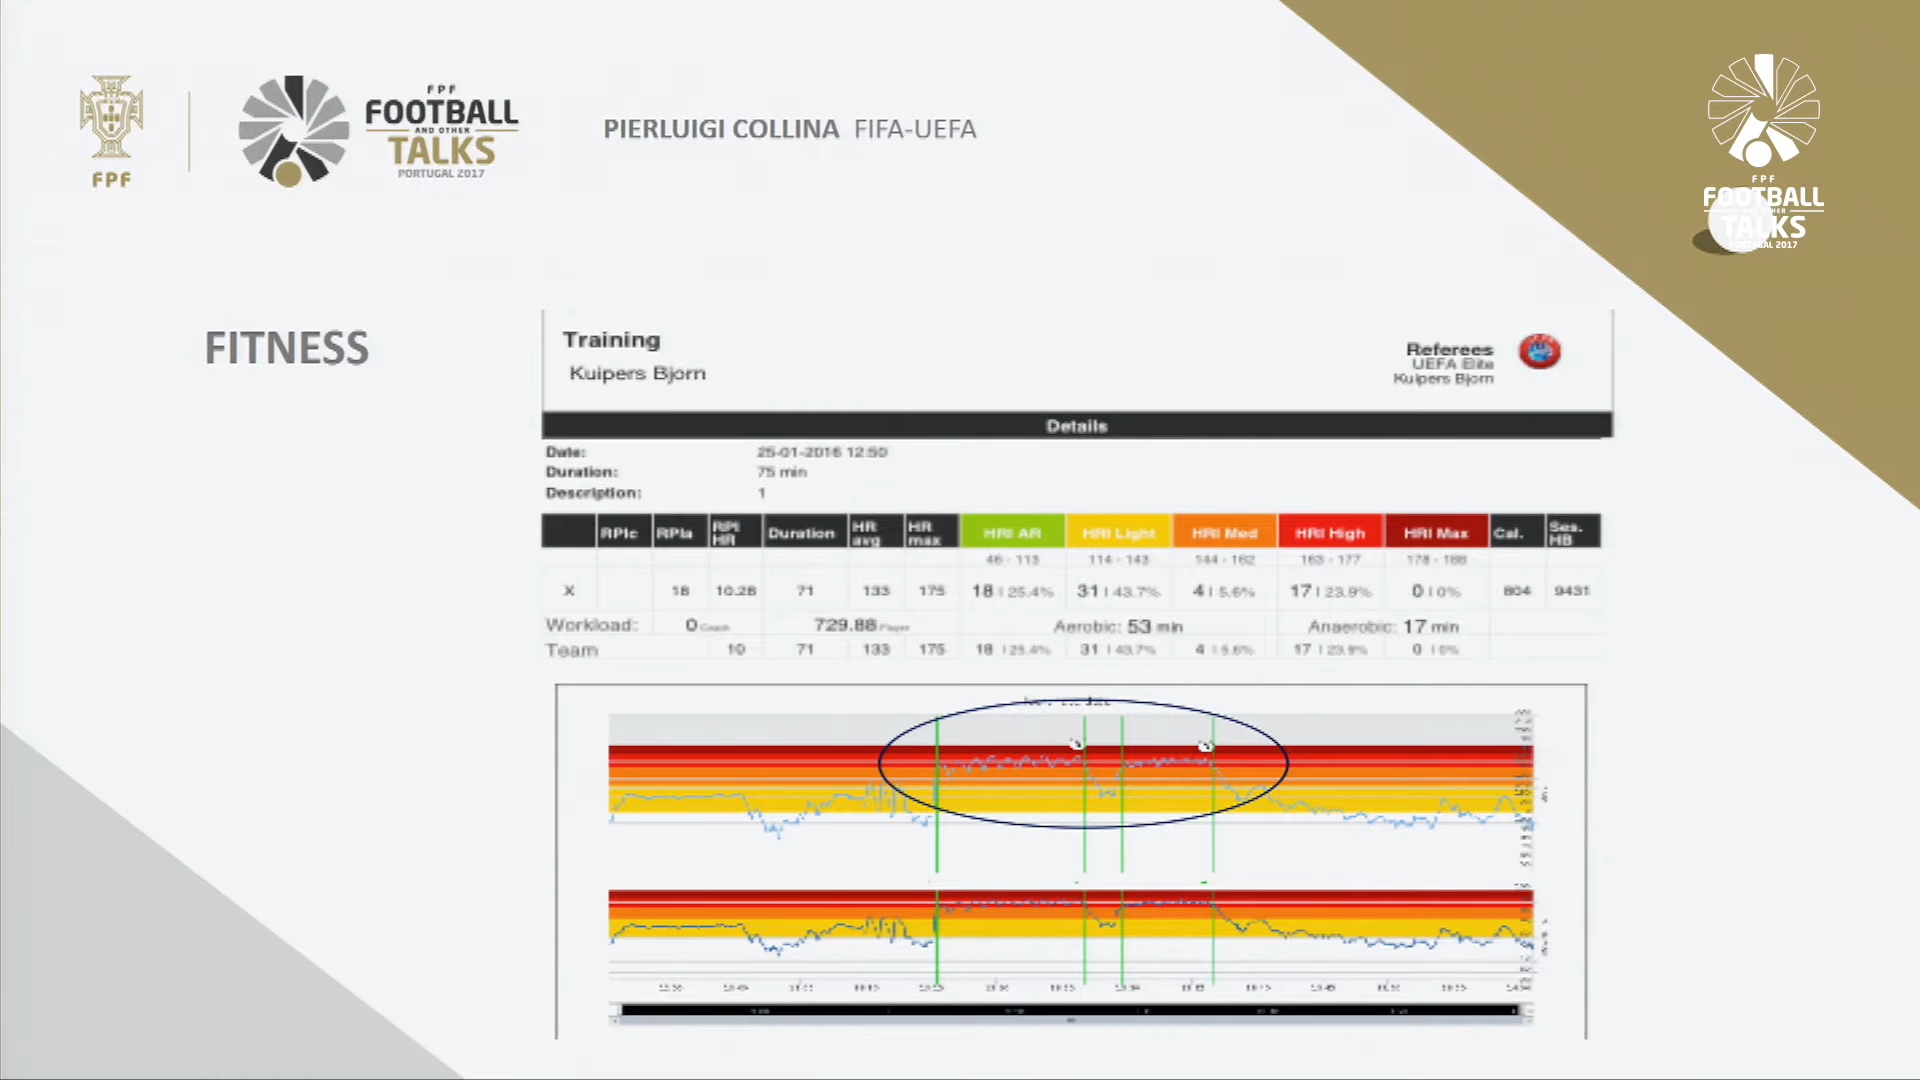 FPF
FPF
FOOTBALL
AND OTHER
TALKS
PORTUGAL 2017
PIERLUIGI COLLINA FIFA-UEFA
FPF
FOOTBALL
TALKS
PORTUGAL 2017
FITNESS
Training
Kuipers Bjorn
Referees
UEFA Elite
Kuipers Bjorn
Details
Date: 25-01-2016 12:50
Duration: 75 min
Description: 1
RPIc RPIa RPI HR Duration HR avg HR max HRI AR HRI Light HRI Med HRI High HRI Max Cal. Ses. HB
46 - 113 114 - 143 144 - 162 163 - 177 178 - 188
X 18 10.28 71 133 175 18 | 25.4% 31 | 43.7% 4 | 5.6% 17 | 23.9% 0 | 0% 804 9431
Workload: 0 Coach 729.88 Player Aerobic: 53 min Anaerobic: 17 min
Team 10 71 133 175 18 | 25.4% 31 | 43.7% 4 | 5.6% 17 | 23.9% 0 | 0%